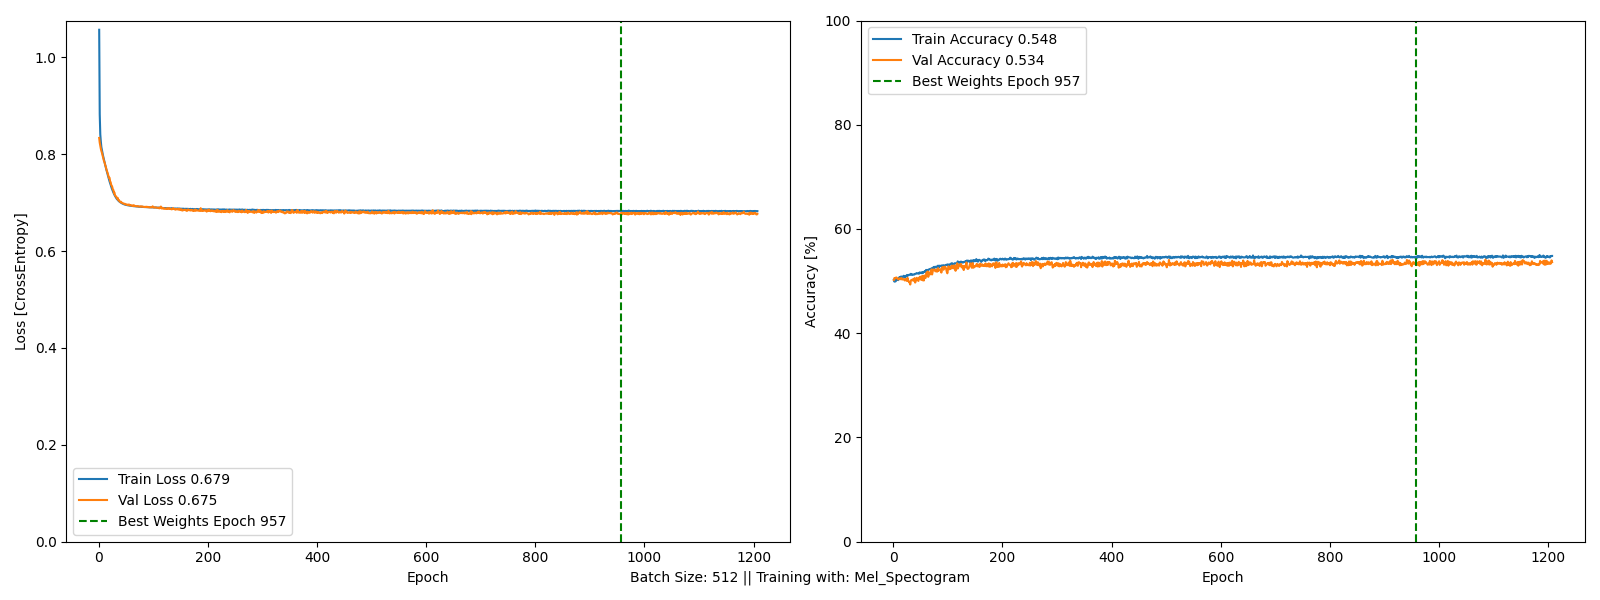 1.0
0.8
0.6
0.4
0.2
0.0
Loss [CrossEntropy]
Train Loss 0.679
Val Loss 0.675
Best Weights Epoch 957
0 200 400 600 800 1000 1200
Epoch
100
80
60
40
20
0
Accuracy [%]
Train Accuracy 0.548
Val Accuracy 0.534
Best Weights Epoch 957
0 200 400 600 800 1000 1200
Epoch
Batch Size: 512 || Training with: Mel_Spectogram